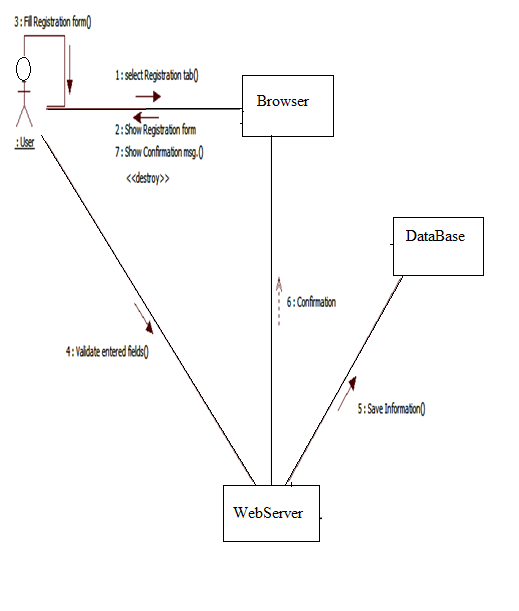 3 : Fill Registration form()
1 : select Registration tab()
Browser
2 : Show Registration form
: User
7 : Show Confirmation msg.()
<<destroy>>
DataBase
6 : Confirmation
4 : Validate entered fields()
5 : Save Information()
WebServer